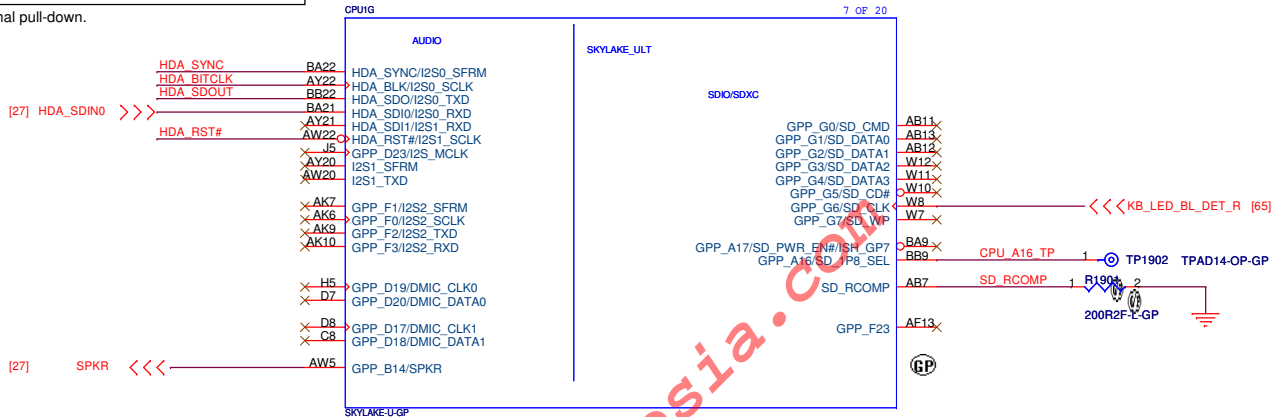 nal pull-down.
CPU1G
7 OF 20
AUDIO
SKYLAKE_ULT
SDIO/SDXC
HDA_SYNC
BA22
HDA_SYNC/I2S0_SFRM
HDA_BITCLK
AY22
HDA_BLK/I2S0_SCLK
HDA_SDOUT
BB22
HDA_SDO/I2S0_TXD
[27] HDA_SDIN0
BA21
HDA_SDI0/I2S0_RXD
AY21
HDA_SDI1/I2S1_RXD
HDA_RST#
AW22
HDA_RST#/I2S1_SCLK
J5
GPP_D23/I2S_MCLK
AY20
I2S1_SFRM
AW20
I2S1_TXD
AK7
GPP_F1/I2S2_SFRM
AK6
GPP_F0/I2S2_SCLK
AK9
GPP_F2/I2S2_TXD
AK10
GPP_F3/I2S2_RXD
H5
GPP_D19/DMIC_CLK0
D7
GPP_D20/DMIC_DATA0
D8
GPP_D17/DMIC_CLK1
C8
GPP_D18/DMIC_DATA1
[27] SPKR
AW5
GPP_B14/SPKR
GPP_G0/SD_CMD
AB11
GPP_G1/SD_DATA0
AB13
GPP_G2/SD_DATA1
AB12
GPP_G3/SD_DATA2
W12
GPP_G4/SD_DATA3
W11
GPP_G5/SD_CD#
W10
GPP_G6/SD_CLK
W8
KB_LED_BL_DET_R [65]
GPP_G7/SD_WP
W7
GPP_A17/SD_PWR_EN#/ISH_GP7
BA9
GPP_A16/SD_1P8_SEL
BB9
CPU_A16_TP
1
TP1902 TPAD14-OP-GP
SD_RCOMP
AB7
SD_RCOMP
1
R1901
2
200R2F-L-GP
GPP_F23
AF13
GP
SKYLAKE-U-GP
osia.com